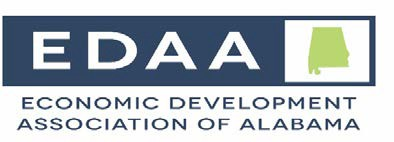 EDAA
ECONOMIC DEVELOPMENT
ASSOCIATION OF ALABAMA